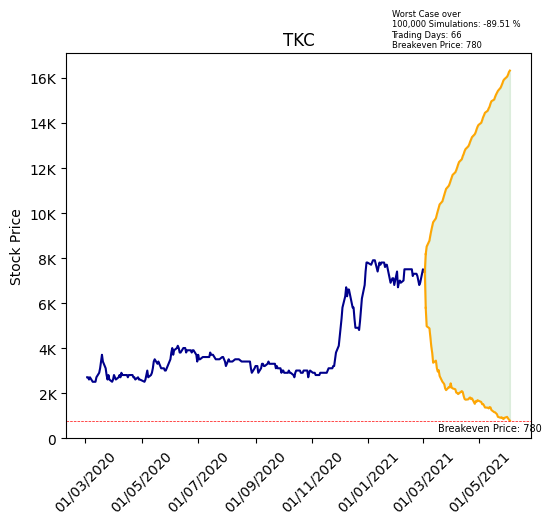 Worst Case over
100,000 Simulations: -89.51 %
Trading Days: 66
Breakeven Price: 780
TKC
Stock Price
16K
14K
12K
10K
8K
6K
4K
2K
0
Breakeven Price: 780
01/03/2020
01/05/2020
01/07/2020
01/09/2020
01/11/2020
01/01/2021
01/03/2021
01/05/2021